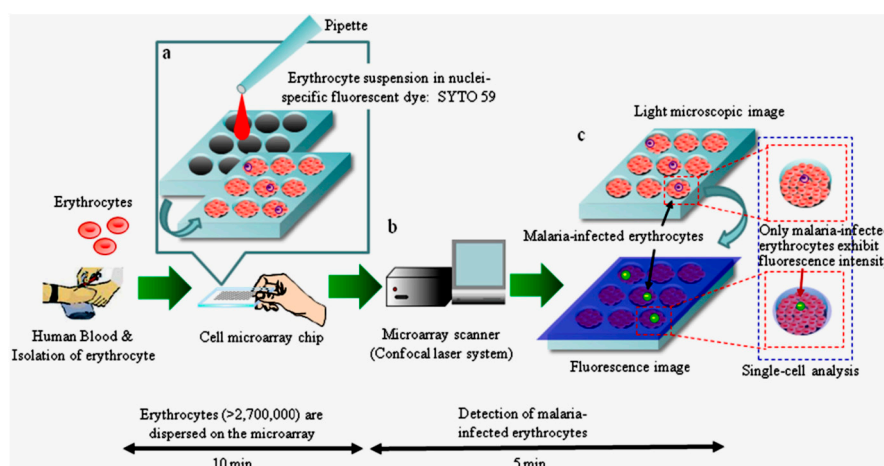 a
Pipette
Erythrocyte suspension in nuclei-
specific fluorescent dye: SYTO 59
Erythrocytes
Human Blood &
Isolation of erythrocyte
Cell microarray chip
b
Microarray scanner
(Confocal laser system)
c
Light microscopic image
Malaria-infected erythrocytes
Only malaria-infected
erythrocytes exhibit
fluorescence intensit
Fluorescence image
Single-cell analysis
Erythrocytes (>2,700,000) are
dispersed on the microarray
10 min
Detection of malaria-
infected erythrocytes
5 min